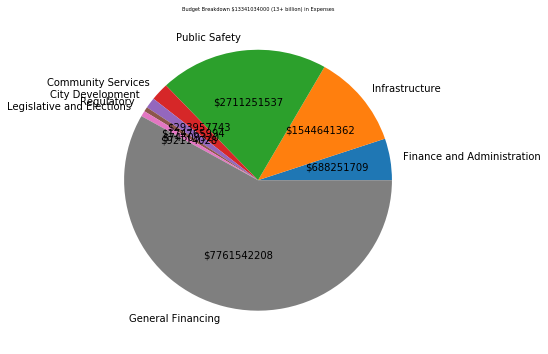 Budget Breakdown $13341034000 (13+ billion) in Expenses
Public Safety
Community Services
City Development
Regulatory
Legislative and Elections
Infrastructure
Finance and Administration
General Financing
$2711251537
$1544641362
$293957743
$688251709
$7761542208